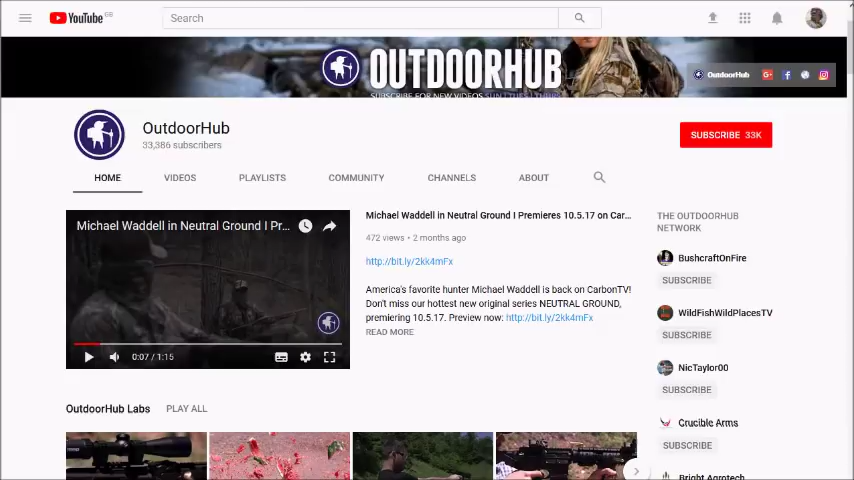 YouTube GB
Search
OUTDOORHUB
SUBSCRIBE FOR NEW VIDEOS SUN | TUES | THURS
OutdoorHub
OutdoorHub
33,386 subscribers
SUBSCRIBE 33K
HOME
VIDEOS
PLAYLISTS
COMMUNITY
CHANNELS
ABOUT
Michael Waddell in Neutral Ground I Pr...
0:07 / 1:15
Michael Waddell in Neutral Ground I Premieres 10.5.17 on Car...
472 views • 2 months ago
http://bit.ly/2kk4mFx
America's favorite hunter Michael Waddell is back on CarbonTV!
Don't miss our hottest new original series NEUTRAL GROUND,
premiering 10.5.17. Preview now: http://bit.ly/2kk4mFx
READ MORE
THE OUTDOORHUB
NETWORK
BushcraftOnFire
SUBSCRIBE
WildFishWildPlacesTV
SUBSCRIBE
NicTaylor00
SUBSCRIBE
Crucible Arms
SUBSCRIBE
Bright Agrotech
OutdoorHub Labs
PLAY ALL